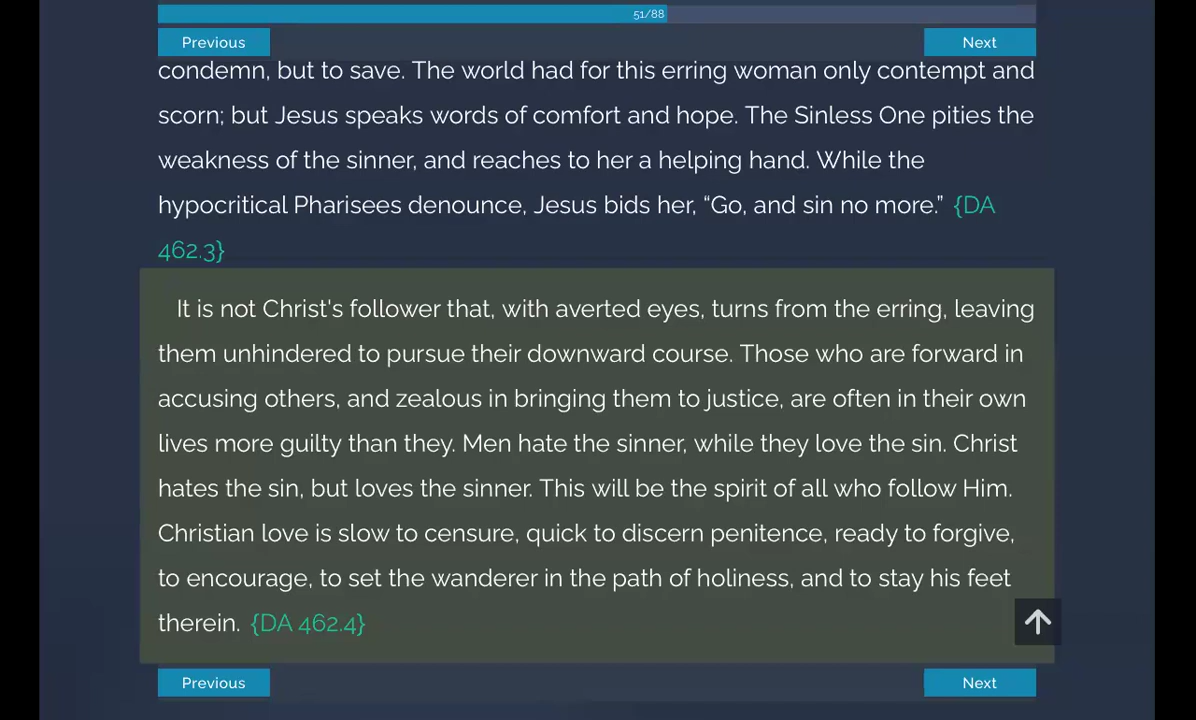 51/88
Previous
Next
condemn, but to save. The world had for this erring woman only contempt and
scorn; but Jesus speaks words of comfort and hope. The Sinless One pities the
weakness of the sinner, and reaches to her a helping hand. While the
hypocritical Pharisees denounce, Jesus bids her, “Go, and sin no more.” {DA
462.3}
It is not Christ's follower that, with averted eyes, turns from the erring, leaving
them unhindered to pursue their downward course. Those who are forward in
accusing others, and zealous in bringing them to justice, are often in their own
lives more guilty than they. Men hate the sinner, while they love the sin. Christ
hates the sin, but loves the sinner. This will be the spirit of all who follow Him.
Christian love is slow to censure, quick to discern penitence, ready to forgive,
to encourage, to set the wanderer in the path of holiness, and to stay his feet
therein. {DA 462.4}
Previous
Next